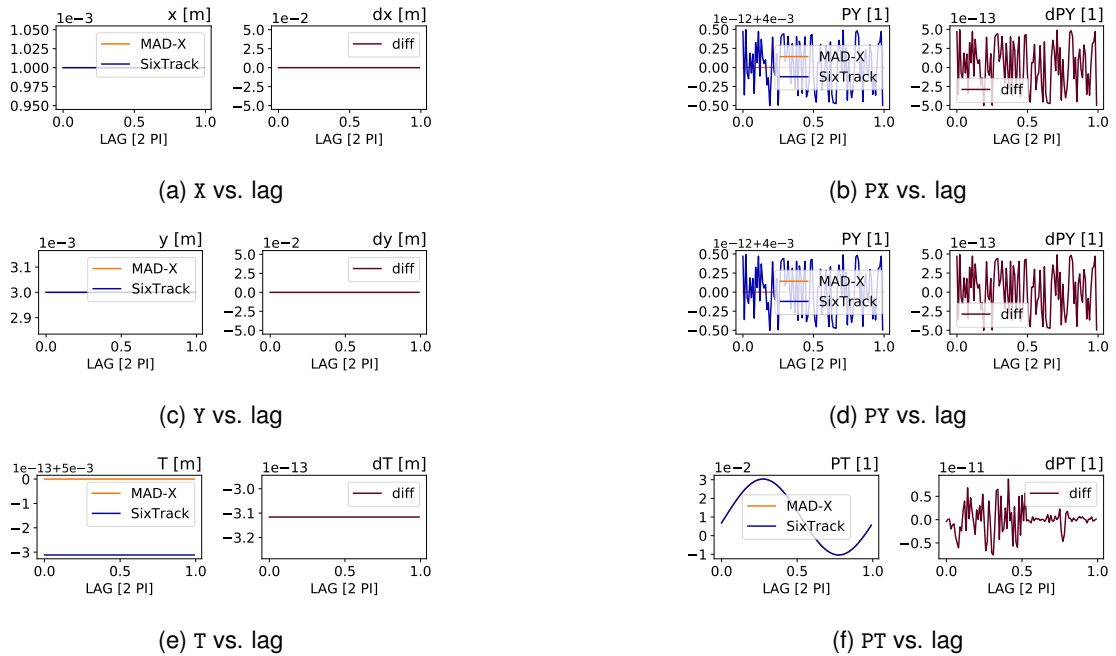 1e−3 x [m]
1.050
1.025
1.000
0.975
0.950
MAD-X
SixTrack
0.0 0.5 1.0
LAG [2 PI]
1e−2 dx [m]
5.0
2.5
0.0
−2.5
−5.0
diff
0.0 0.5 1.0
LAG [2 PI]
(a) X vs. lag
1e−12+4e−3 PY [1]
0.50
0.25
0.00
−0.25
−0.50
MAD-X
SixTrack
0.0 0.5 1.0
LAG [2 PI]
1e−13 dPY [1]
5.0
2.5
0.0
−2.5
−5.0
diff
0.0 0.5 1.0
LAG [2 PI]
(b) PX vs. lag
1e−3 y [m]
3.1
3.0
2.9
MAD-X
SixTrack
0.0 0.5 1.0
LAG [2 PI]
1e−2 dy [m]
5.0
2.5
0.0
−2.5
−5.0
diff
0.0 0.5 1.0
LAG [2 PI]
(c) Y vs. lag
1e−12+4e−3 PY [1]
0.50
0.25
0.00
−0.25
−0.50
MAD-X
SixTrack
0.0 0.5 1.0
LAG [2 PI]
1e−13 dPY [1]
5.0
2.5
0.0
−2.5
−5.0
diff
0.0 0.5 1.0
LAG [2 PI]
(d) PY vs. lag
1e−13+5e−3 T [m]
0
−1
−2
−3
MAD-X
SixTrack
0.0 0.5 1.0
LAG [2 PI]
1e−13 dT [m]
−3.0
−3.1
−3.2
diff
0.0 0.5 1.0
LAG [2 PI]
(e) T vs. lag
1e−2 PT [1]
3
2
1
0
−1
MAD-X
SixTrack
0.0 0.5 1.0
LAG [2 PI]
1e−11 dPT [1]
0.5
0.0
−0.5
diff
0.0 0.5 1.0
LAG [2 PI]
(f) PT vs. lag